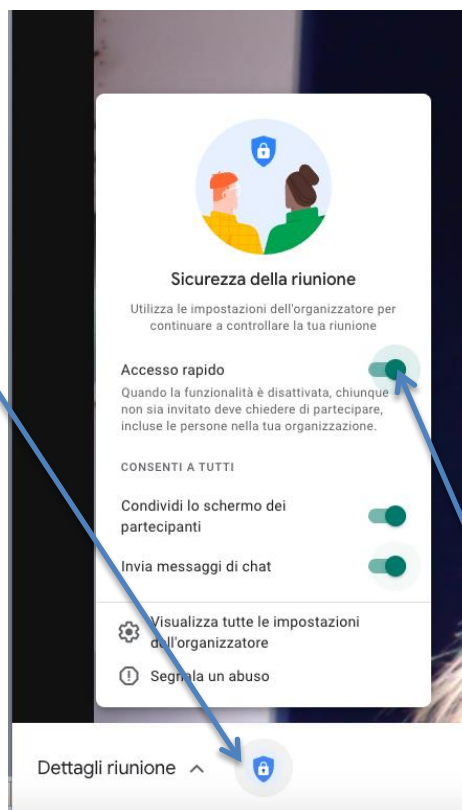 Sicurezza della riunione
Utilizza le impostazioni dell'organizzatore per
continuare a controllare la tua riunione
Accesso rapido
Quando la funzionalità è disattivata, chiunque
non sia invitato deve chiedere di partecipare,
incluse le persone nella tua organizzazione.
CONSENTI A TUTTI
Condividi lo schermo dei
partecipanti
Invia messaggi di chat
Visualizza tutte le impostazioni
dell'organizzatore
Segnala un abuso
Dettagli riunione